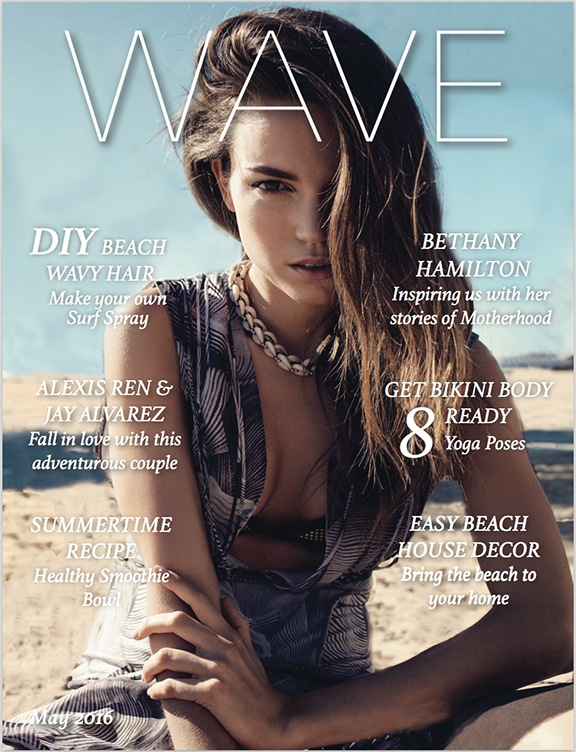 WAVE
DIY BEACH
WAVY HAIR
Make your own
Surf Spray
ALEXIS REN &
JAY ALVAREZ
Fall in love with this
adventurous couple
SUMMERTIME
RECIPE
Healthy Smoothie
Bowl
May 2016
BETHANY
HAMILTON
Inspiring us with her
stories of Motherhood
GET BIKINI BODY
READY
8 Yoga Poses
EASY BEACH
HOUSE DECOR
Bring the beach to
your home